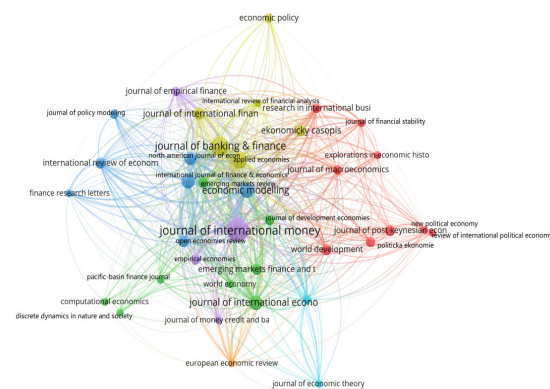 economic policy
journal of empirical finance
international review of financial analysis
journal of policy modeling
journal of international finan
research in international busi
journal of financial stability
ekonomicky casopis
journal of banking & finance
north american journal of econ
applied economies
explorations in economic histo
international review of econom
journal of macroeconomics
international journal of finance & economics
emerging markets review
finance research letters
economic modelling
journal of development economies
new political economy
journal of international money
journal of post keynesian econ
review of international political economy
open economies review
politicka ekonomie
world development
empirical economies
emerging markets finance and t
pacific-basin finance journal
world economy
computational economics
journal of international econo
discrete dynamics in nature and society
journal of money credit and ba
european economic review
journal of economic theory